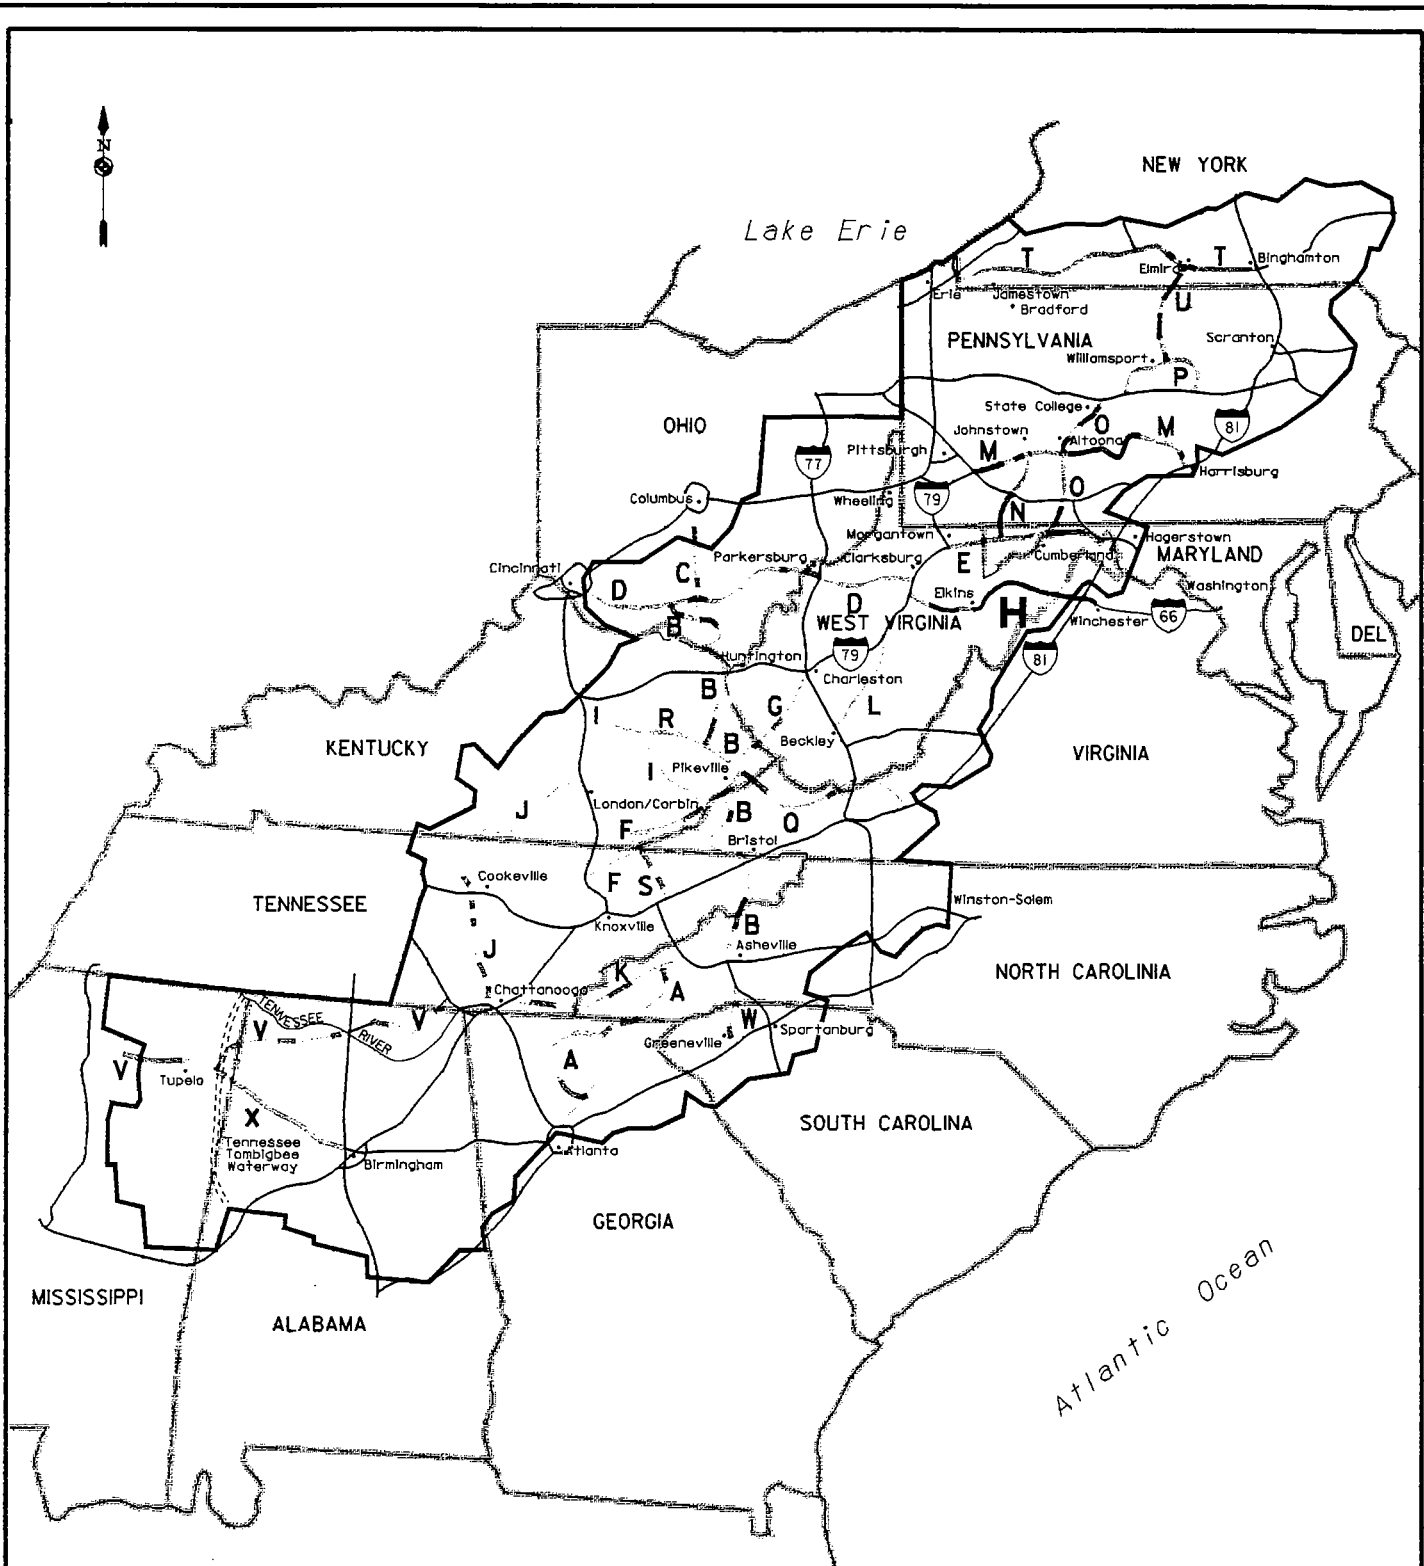 N
NEW YORK
Lake Erie
T
T
Elmira
Binghamton
Erie
Jamestown
Bradford
U
PENNSYLVANIA
Scranton
Williamsport
P
State College
OHIO
O
M
81
Johnstown
Altoona
Pittsburgh
M
77
Harrisburg
Columbus
Wheeling
79
O
N
Morgantown
Hagerstown
Parkersburg
Clarksburg
E
Cumberland
MARYLAND
Cincinnati
C
Washington
D
Elkins
D
H
B
WEST VIRGINIA
Winchester
66
DEL
Huntington
79
81
Charleston
B
G
L
I
R
KENTUCKY
B
Beckley
VIRGINIA
I
Pikeville
London/Corbin
J
F
B
Q
Bristol
Cookeville
F
S
TENNESSEE
Winston-Salem
Knoxville
B
J
Asheville
K
NORTH CAROLINIA
Chattanooga
A
TENNESSEE
V
V
W
RIVER
Spartanburg
Greeneville
V
A
Tupelo
X
SOUTH CAROLINA
Tennessee
Tombigbee
Waterway
Birmingham
Atlanta
GEORGIA
MISSISSIPPI
ALABAMA
Atlantic Ocean